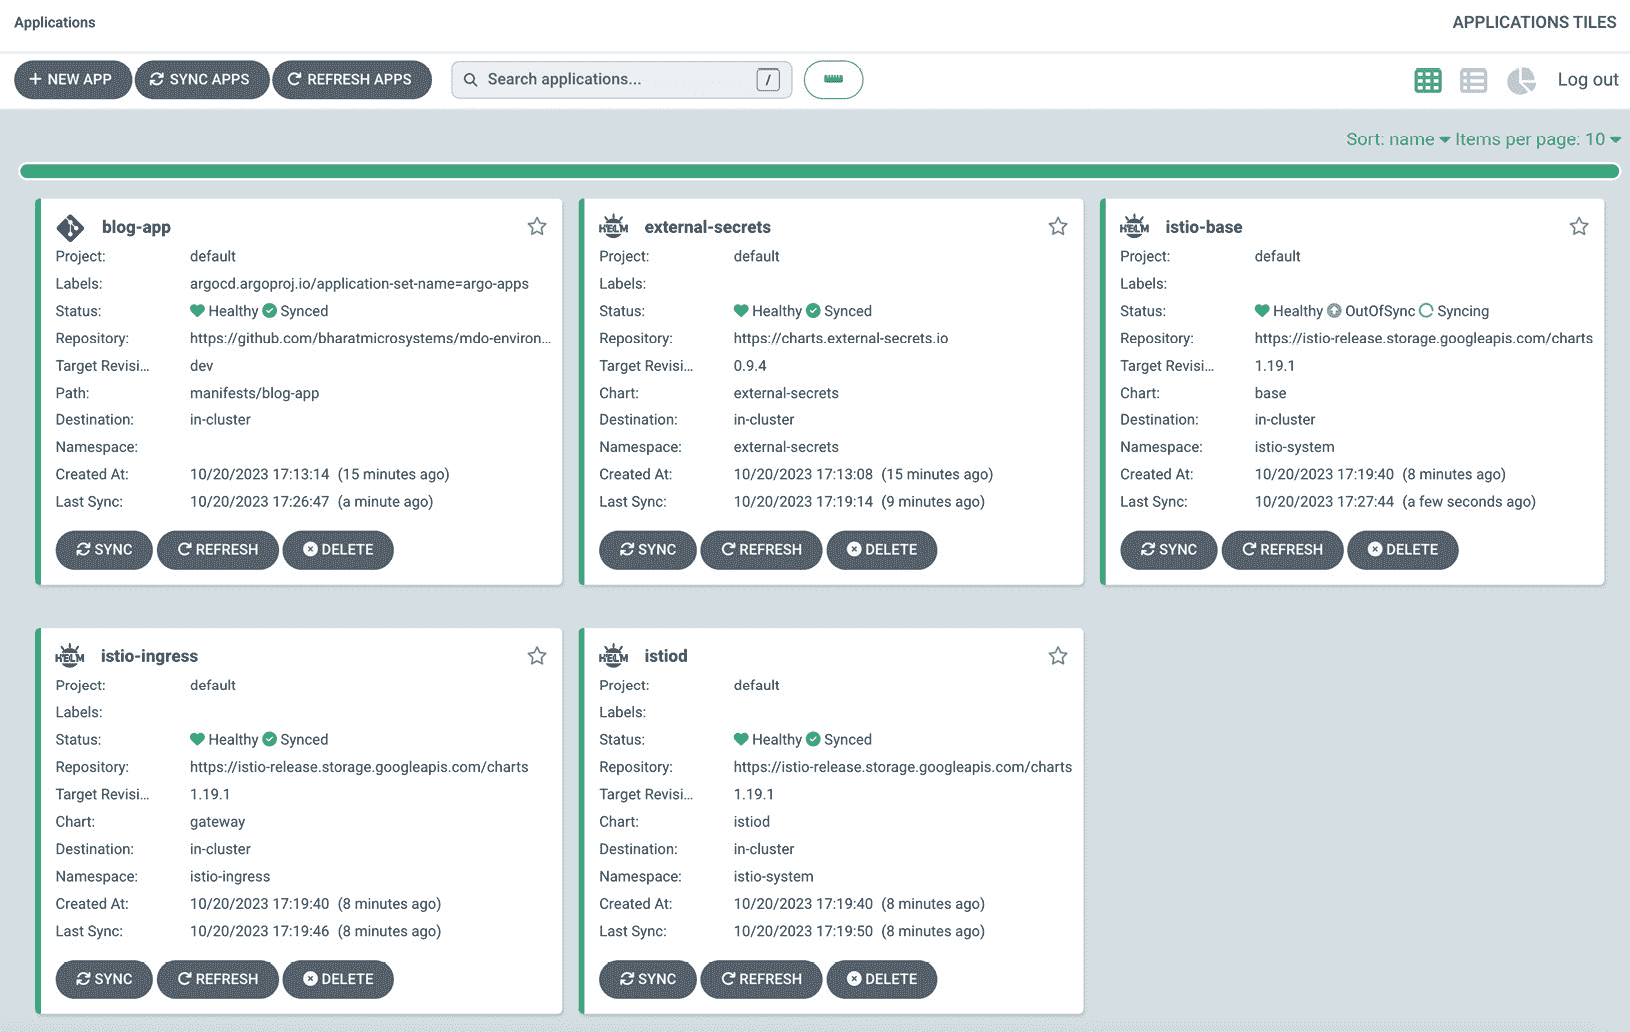 Applications
APPLICATIONS TILES
NEW APP
SYNC APPS
REFRESH APPS
Search applications...
/
Log out
Sort: name
Items per page: 10
blog-app
Project: default
Labels: argocd.argoproj.io/application-set-name=argo-apps
Status: Healthy Synced
Repository: https://github.com/bharatmicrosystems/mdo-environ...
Target Revisi... dev
Path: manifests/blog-app
Destination: in-cluster
Namespace:
Created At: 10/20/2023 17:13:14 (15 minutes ago)
Last Sync: 10/20/2023 17:26:47 (a minute ago)
SYNC REFRESH DELETE
HELM
external-secrets
Project: default
Labels:
Status: Healthy Synced
Repository: https://charts.external-secrets.io
Target Revisi... 0.9.4
Chart: external-secrets
Destination: in-cluster
Namespace: external-secrets
Created At: 10/20/2023 17:13:08 (15 minutes ago)
Last Sync: 10/20/2023 17:19:14 (9 minutes ago)
SYNC REFRESH DELETE
HELM
istio-base
Project: default
Labels:
Status: Healthy OutOfSync Syncing
Repository: https://istio-release.storage.googleapis.com/charts
Target Revisi... 1.19.1
Chart: base
Destination: in-cluster
Namespace: istio-system
Created At: 10/20/2023 17:19:40 (8 minutes ago)
Last Sync: 10/20/2023 17:27:44 (a few seconds ago)
SYNC REFRESH DELETE
HELM
istio-ingress
Project: default
Labels:
Status: Healthy Synced
Repository: https://istio-release.storage.googleapis.com/charts
Target Revisi... 1.19.1
Chart: gateway
Destination: in-cluster
Namespace: istio-ingress
Created At: 10/20/2023 17:19:40 (8 minutes ago)
Last Sync: 10/20/2023 17:19:46 (8 minutes ago)
SYNC REFRESH DELETE
HELM
istiod
Project: default
Labels:
Status: Healthy Synced
Repository: https://istio-release.storage.googleapis.com/charts
Target Revisi... 1.19.1
Chart: istiod
Destination: in-cluster
Namespace: istio-system
Created At: 10/20/2023 17:19:40 (8 minutes ago)
Last Sync: 10/20/2023 17:19:50 (8 minutes ago)
SYNC REFRESH DELETE